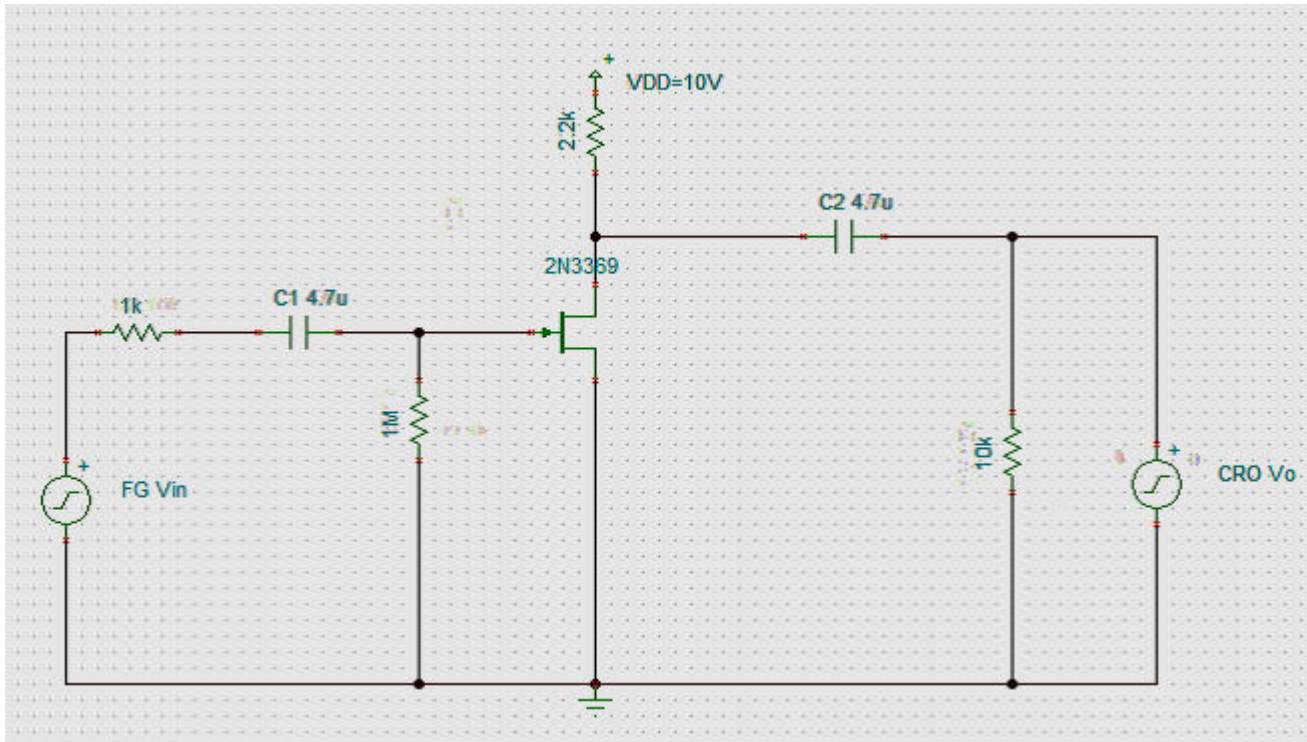 +
VDD=10V
2.2k
C2 4.7u
2N3369
1k
C1 4.7u
1M
+
FG Vin
10k
+
CRO Vo